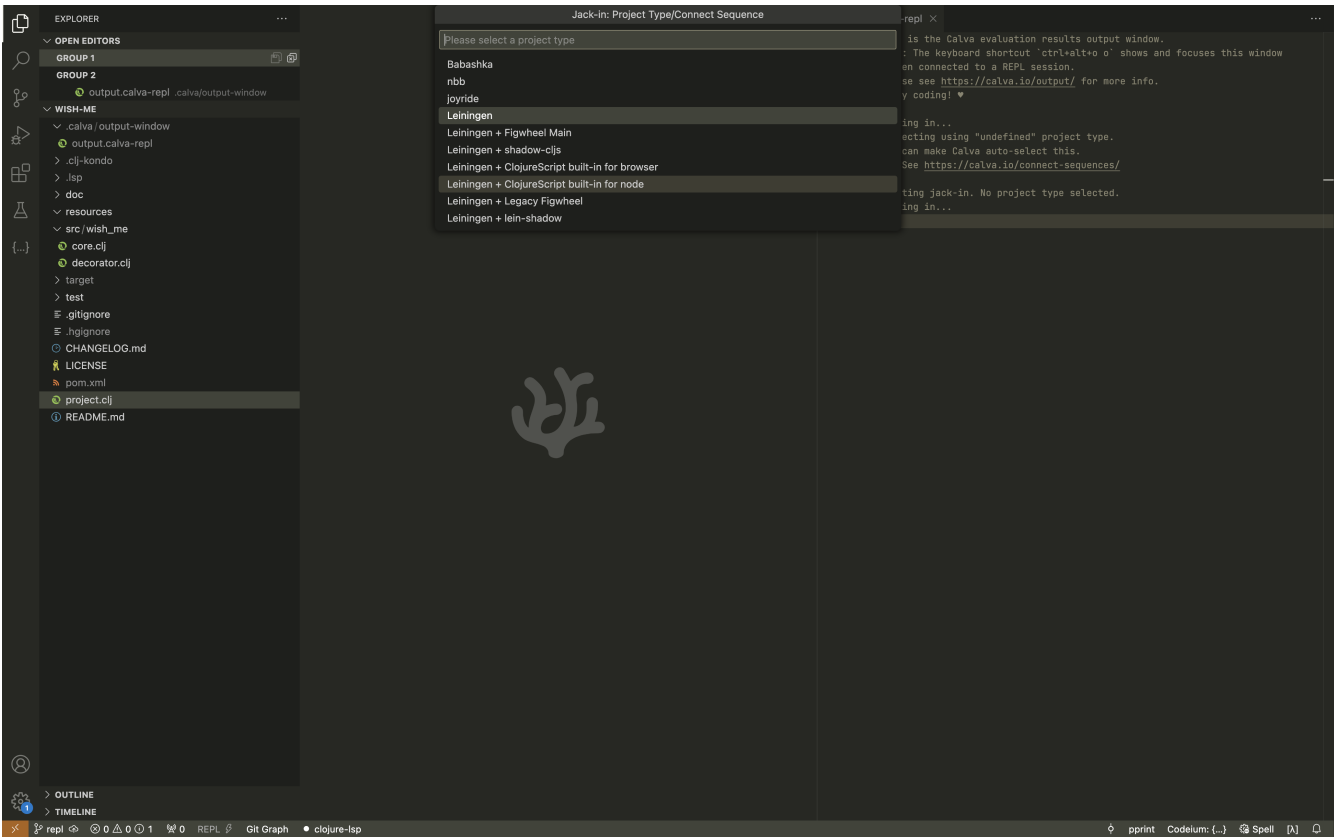 EXPLORER
OPEN EDITORS
GROUP 1
GROUP 2
output.calva-repl .calva/output-window
WISH-ME
.calva/output-window
output.calva-repl
.clj-kondo
.lsp
doc
resources
src/wish_me
core.clj
decorator.clj
target
test
.gitignore
.hgignore
CHANGELOG.md
LICENSE
pom.xml
project.clj
README.md
OUTLINE
TIMELINE
Jack-in: Project Type/Connect Sequence
Please select a project type
Babashka
nbb
joyride
Leiningen
Leiningen + Figwheel Main
Leiningen + shadow-cljs
Leiningen + ClojureScript built-in for browser
Leiningen + ClojureScript built-in for node
Leiningen + Legacy Figwheel
Leiningen + lein-shadow
-repl
is the Calva evaluation results output window.
: The keyboard shortcut `ctrl+alt+o o` shows and focuses this window
en connected to a REPL session.
se see https://calva.io/output/ for more info.
y coding! ♥
ing in...
ecting using "undefined" project type.
can make Calva auto-select this.
See https://calva.io/connect-sequences/
ting jack-in. No project type selected.
ing in...
1
repl 0 0 1 0 REPL Git Graph clojure-lsp
pprint Codeium: {...} Spell [λ]